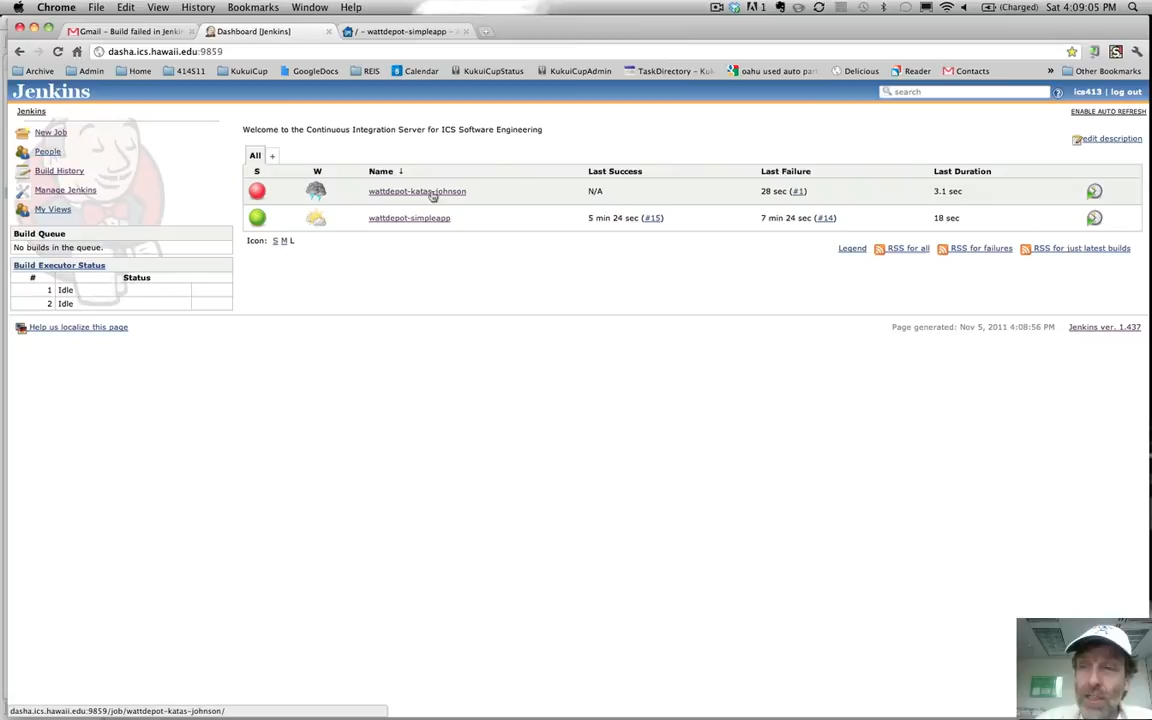 Chrome File Edit View History Bookmarks Window Help 1 (Charged) Sat 4:09:05 PM
Gmail – Build failed in Jenkin Dashboard [Jenkins] / – wattdepot-simpleapp –
dasha.ics.hawaii.edu:9859
Archive Admin Home 414S11 KukuiCup GoogleDocs REIS Calendar KukuiCupStatus KukuiCupAdmin TaskDirectory – Kuk oahu used auto part Delicious Reader Contacts » Other Bookmarks
Jenkins search ics413 | log out
Jenkins ENABLE AUTO REFRESH
New Job
People
Build History
Manage Jenkins
My Views
Build Queue
No builds in the queue.
Build Executor Status
# Status
1 Idle
2 Idle
Welcome to the Continuous Integration Server for ICS Software Engineering
edit description
All +
S W Name ↓ Last Success Last Failure Last Duration
wattdepot-katas-johnson N/A 28 sec (#1) 3.1 sec
wattdepot-simpleapp 5 min 24 sec (#15) 7 min 24 sec (#14) 18 sec
Icon: S M L
Legend RSS for all RSS for failures RSS for just latest builds
Help us localize this page Page generated: Nov 5, 2011 4:08:56 PM Jenkins ver. 1.437
dasha.ics.hawaii.edu:9859/job/wattdepot-katas-johnson/